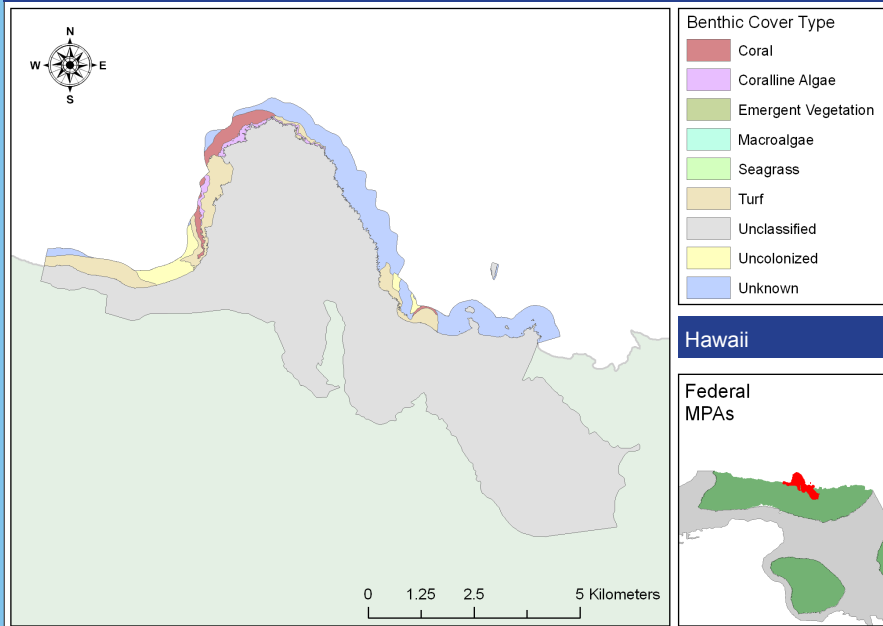 N
W
E
S
0
1.25
2.5
5 Kilometers
Benthic Cover Type
Coral
Coralline Algae
Emergent Vegetation
Macroalgae
Seagrass
Turf
Unclassified
Uncolonized
Unknown
Hawaii
Federal
MPAs